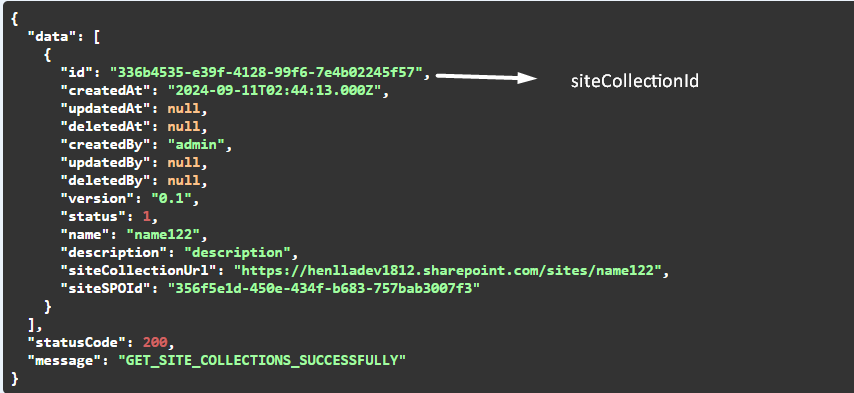 {
"data": [
{
"id": "336b4535-e39f-4128-99f6-7e4b02245f57", siteCollectionId
"createdAt": "2024-09-11T02:44:13.000Z",
"updatedAt": null,
"deletedAt": null,
"createdBy": "admin",
"updatedBy": null,
"deletedBy": null,
"version": "0.1",
"status": 1,
"name": "name122",
"description": "description",
"siteCollectionUrl": "https://henlladev1812.sharepoint.com/sites/name122",
"siteSPOId": "356f5e1d-450e-434f-b683-757bab3007f3"
}
],
"statusCode": 200,
"message": "GET_SITE_COLLECTIONS_SUCCESSFULLY"
}